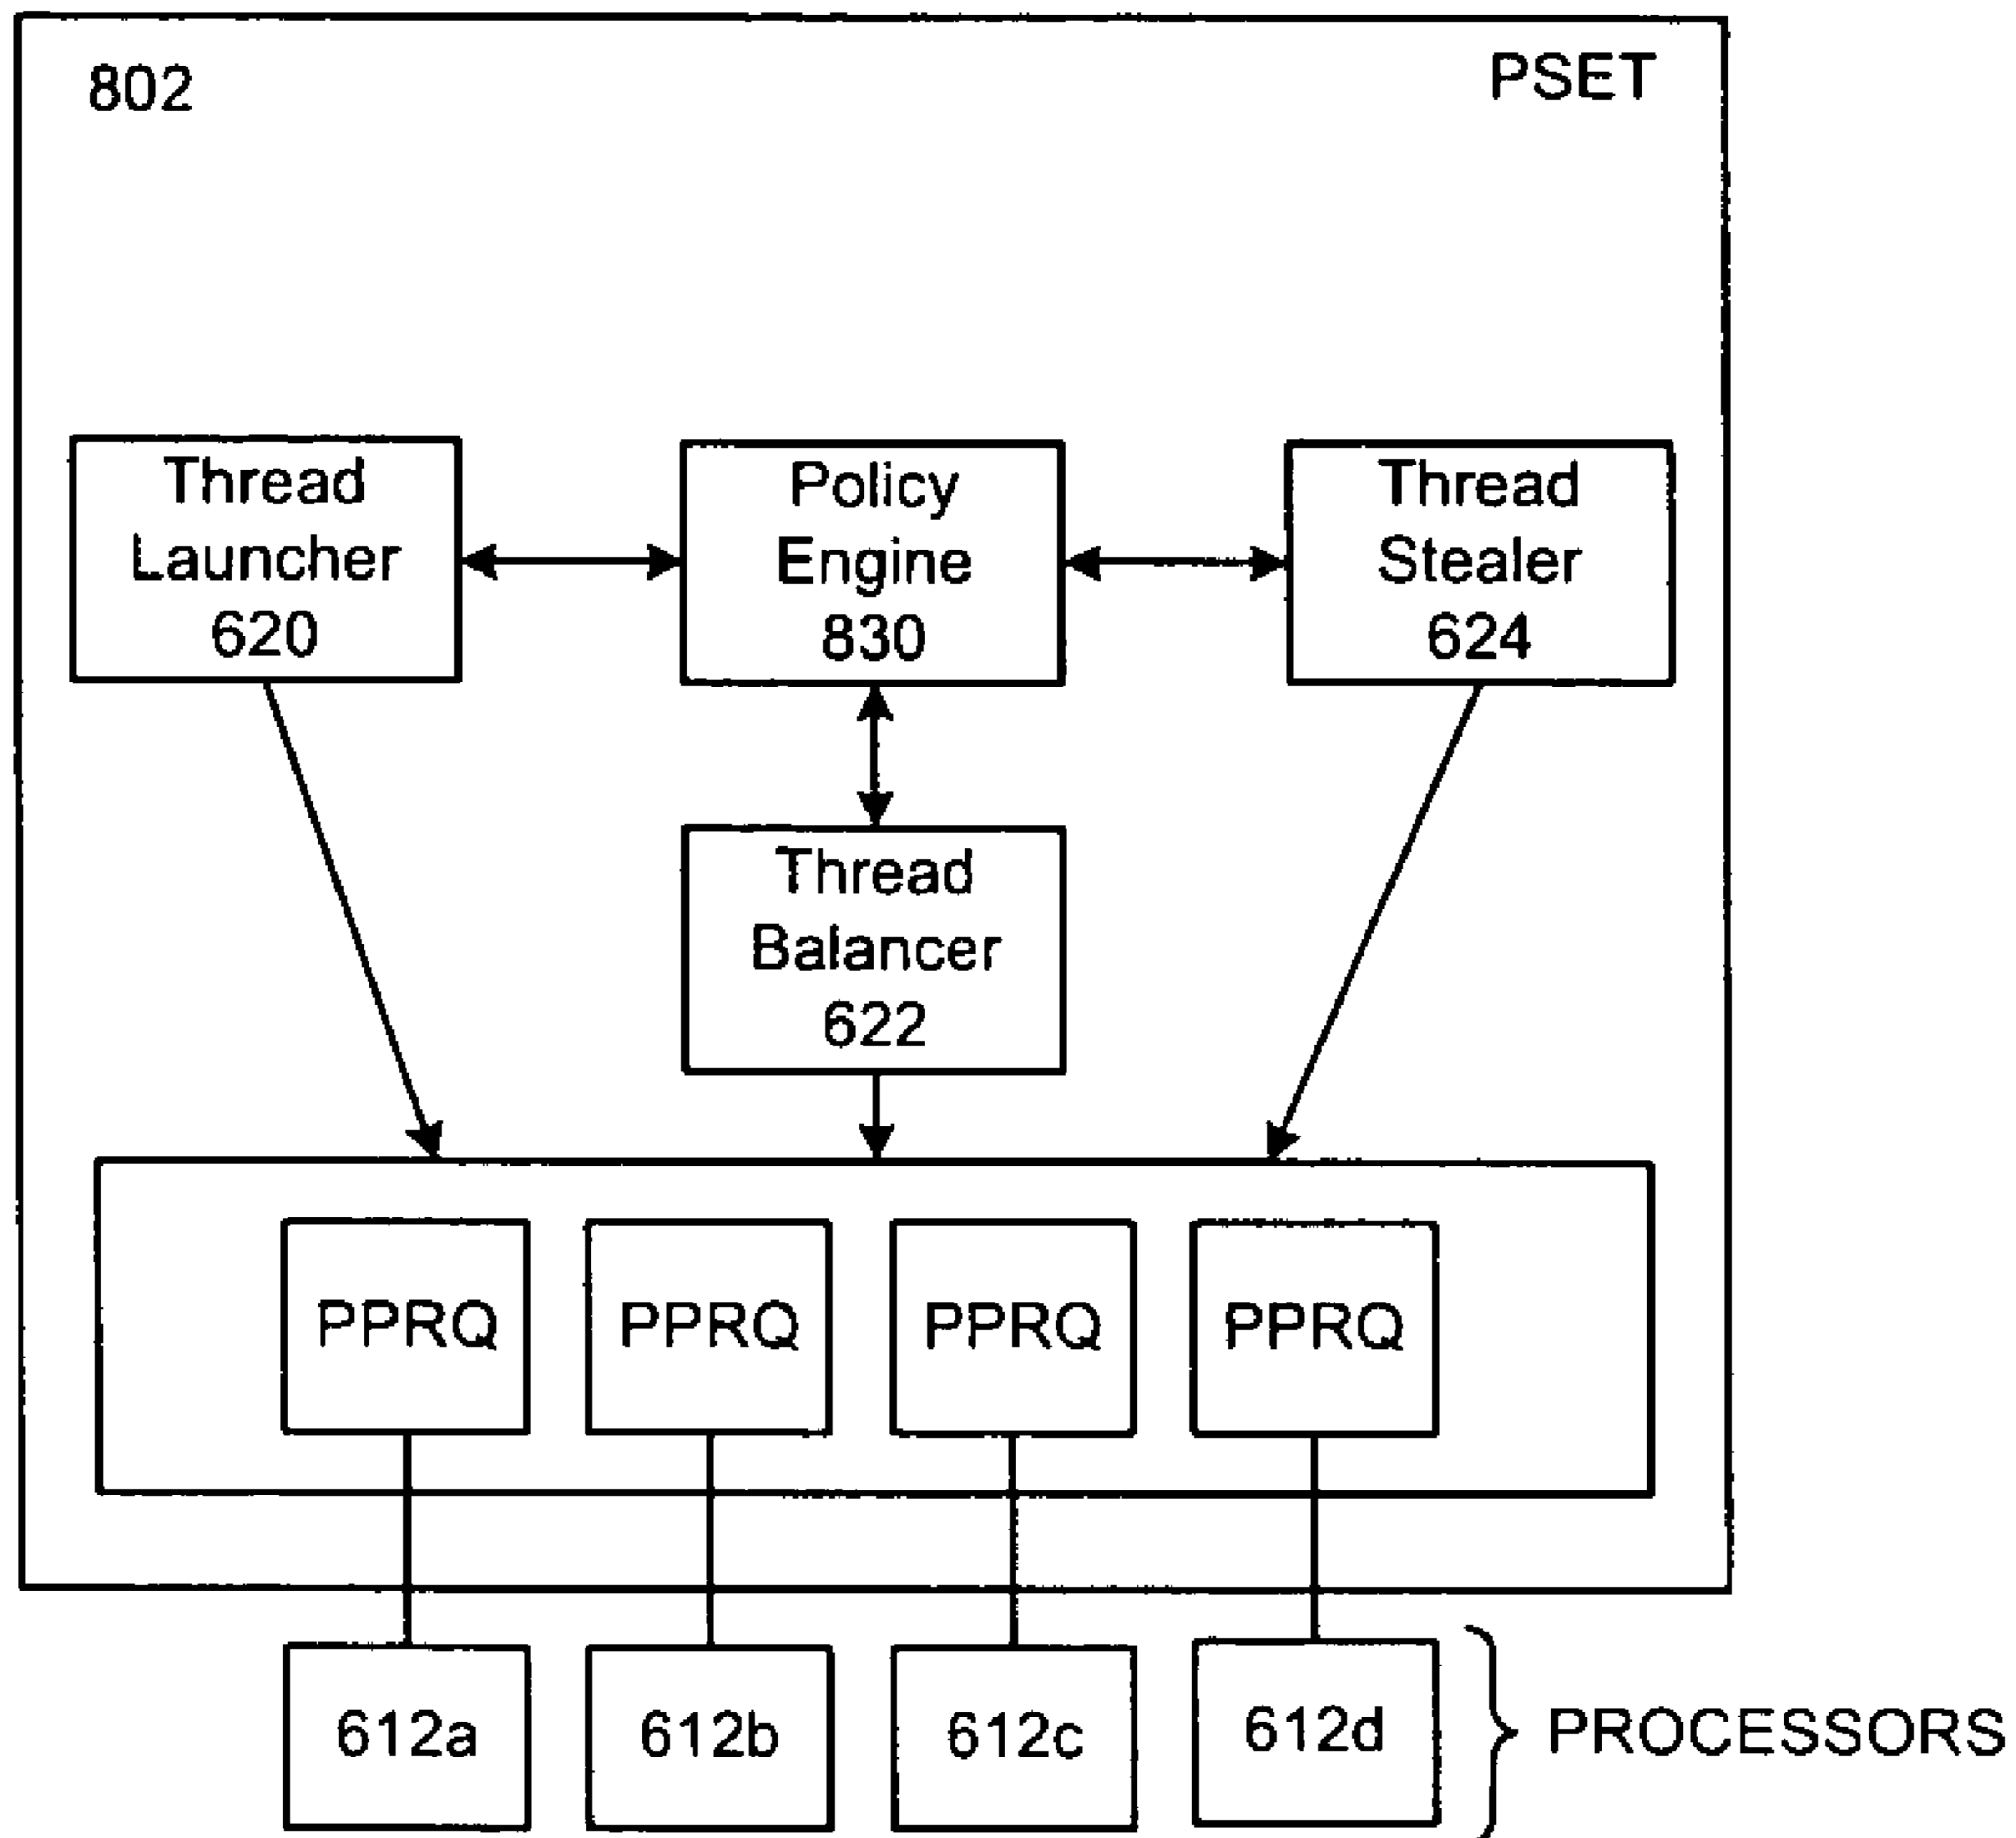 802
PSET
Thread
Launcher
620
Policy
Engine
830
Thread
Stealer
624
Thread
Balancer
622
PPRQ
PPRQ
PPRQ
PPRQ
612a
612b
612c
612d
PROCESSORS